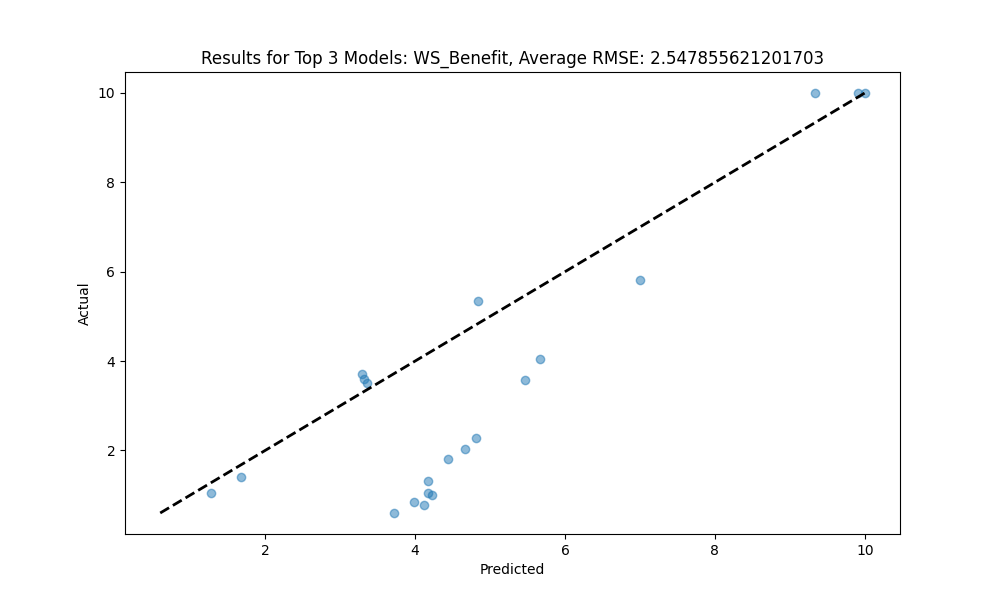 Results for Top 3 Models: WS_Benefit, Average RMSE: 2.547855621201703
10
8
6
4
2
Actual
2 4 6 8 10
Predicted